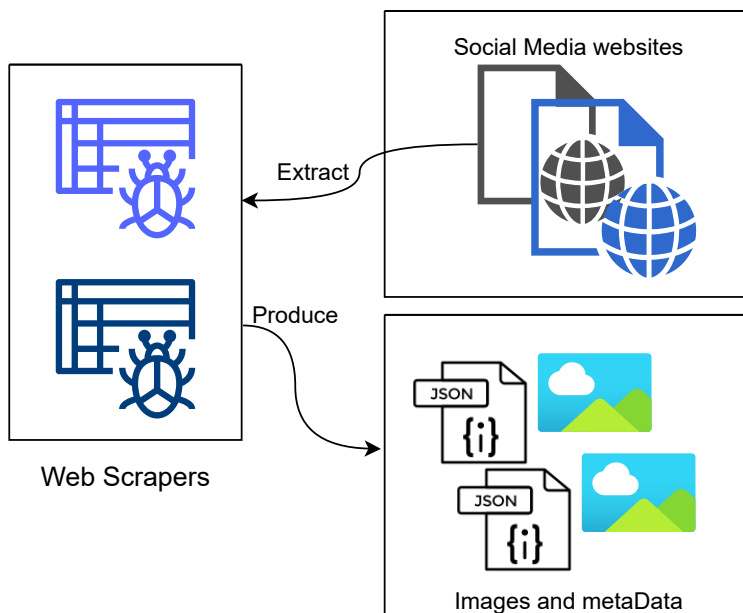 Social Media websites
Extract
Produce
Web Scrapers
JSON
{i}
JSON
{i}
Images and metaData